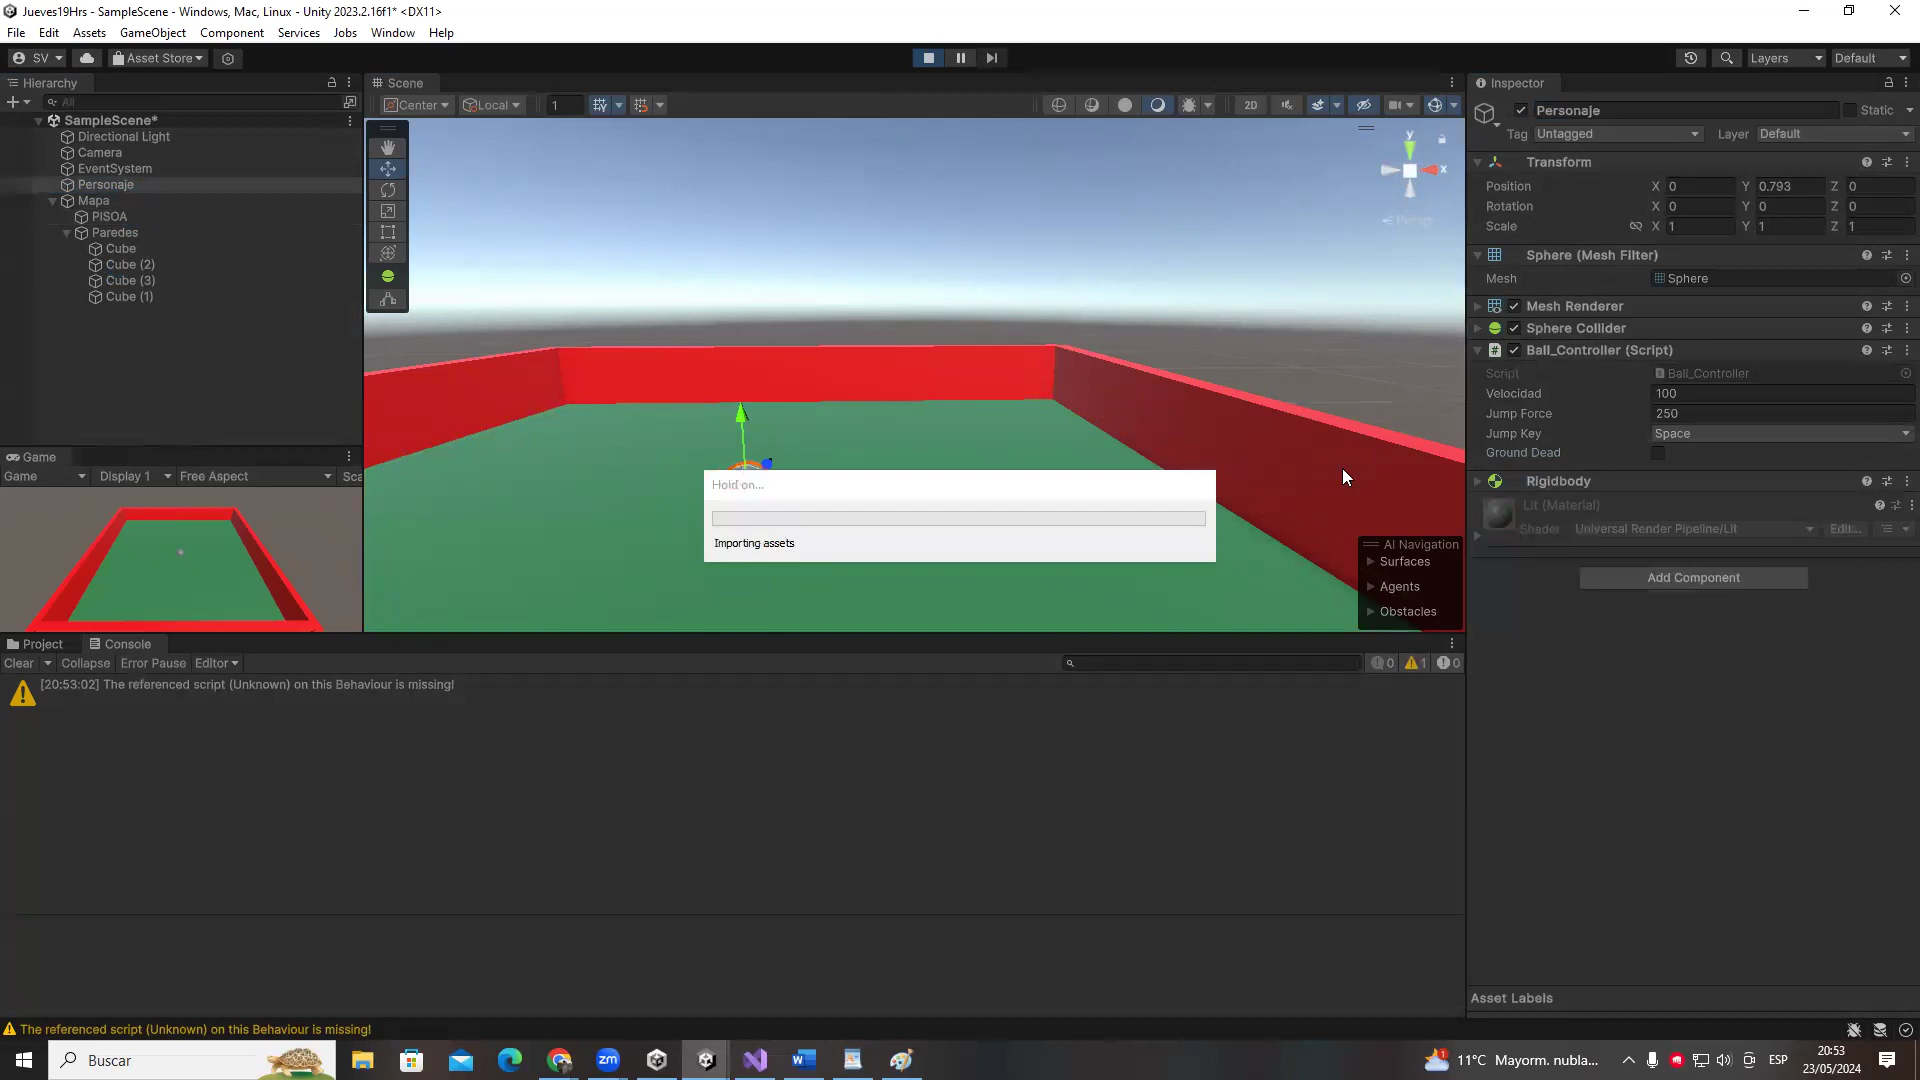 Jueves19Hrs - SampleScene - Windows, Mac, Linux - Unity 2023.2.16f1* <DX11>
File Edit Assets GameObject Component Services Jobs Window Help
SV Asset Store Layers Default
Hierarchy
All
SampleScene*
Directional Light
Camera
EventSystem
Personaje
Mapa
PISOA
Paredes
Cube
Cube (2)
Cube (3)
Cube (1)
Scene
Center Local 1 2D
y
x
Persp
Hold on...
Importing assets
AI Navigation
Surfaces
Agents
Obstacles
Game
Game Display 1 Free Aspect Sca
Inspector
Personaje Static
Tag Untagged Layer Default
Transform
Position X 0 Y 0.793 Z 0
Rotation X 0 Y 0 Z 0
Scale X 1 Y 1 Z 1
Sphere (Mesh Filter)
Mesh Sphere
Mesh Renderer
Sphere Collider
Ball_Controller (Script)
Script Ball_Controller
Velocidad 100
Jump Force 250
Jump Key Space
Ground Dead
Rigidbody
Lit (Material)
Shader Universal Render Pipeline/Lit Edit...
Add Component
Asset Labels
Project Console
Clear Collapse Error Pause Editor 0 1 0
[20:53:02] The referenced script (Unknown) on this Behaviour is missing!
The referenced script (Unknown) on this Behaviour is missing!
Buscar
zm
11°C Mayorm. nubla...
ESP
20:53
23/05/2024